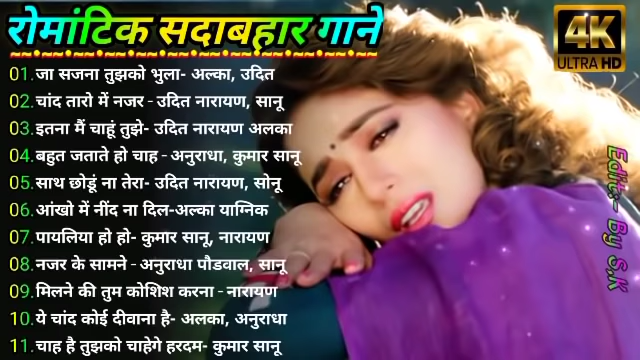 रोमांटिक सदाबहार गाने
4K
ULTRA HD
01.जा सजना तुझको भुला- अल्का, उदित
02.चांद तारो में नजर - उदित नारायण, सानू
03.इतना मैं चाहूं तुझे- उदित नारायण अलका
04.बहुत जताते हो चाह - अनुराधा, कुमार सानू
05.साथ छोडूं ना तेरा- उदित नारायण, सोनू
06.आंखो में नींद ना दिल-अल्का याग्निक
07.पायलिया हो हो- कुमार सानू, नारायण
08.नजर के सामने - अनुराधा पौडवाल, सानू
09.मिलने की तुम कोशिश करना - नारायण
10.ये चांद कोई दीवाना है- अलका, अनुराधा
11.चाह है तुझको चाहेगे हरदम- कुमार सानू
Edit:- By S.K